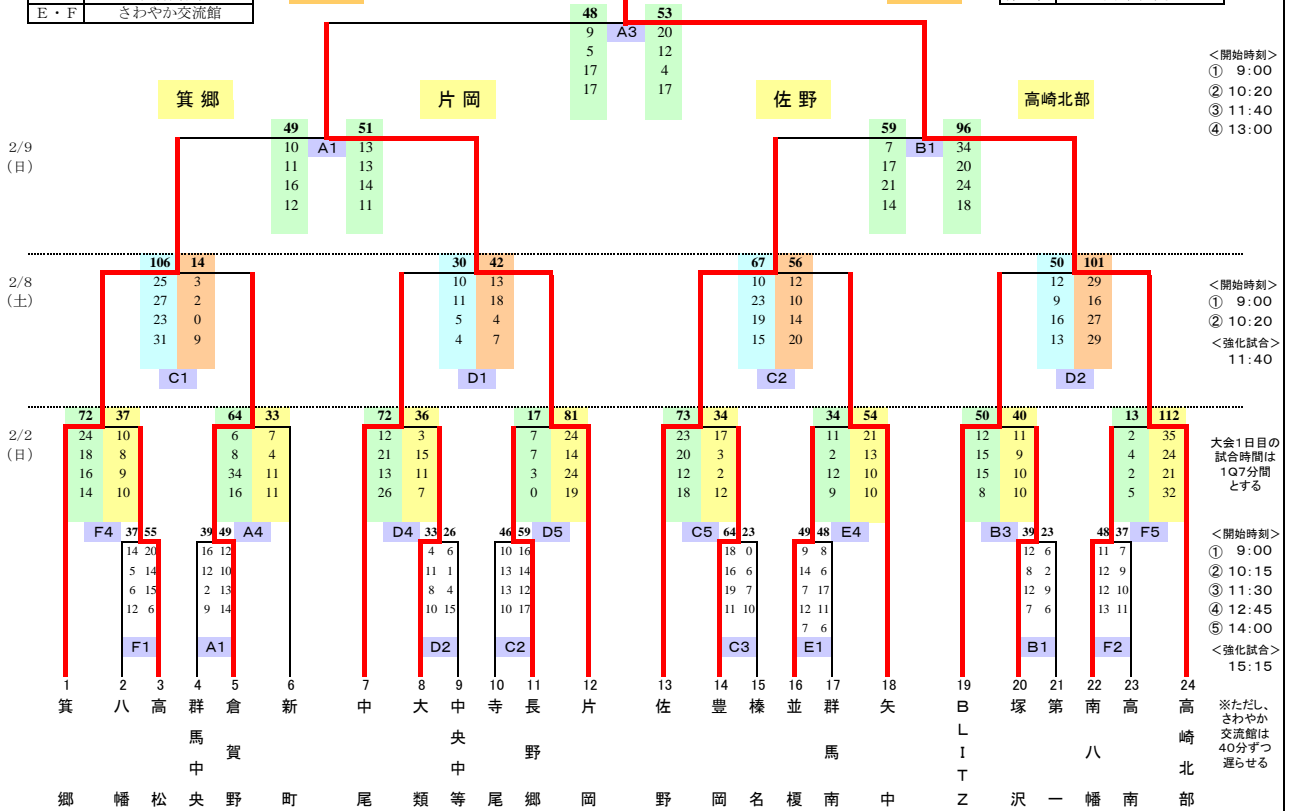 E・F さわやか交流館
48 A3 53
9 20
5 12
17 4
17 17
<開始時刻>
① 9:00
② 10:20
③ 11:40
④ 13:00
箕郷 片岡 佐野 高崎北部
2/9
(日)
49 A1 51
10 13
11 13
16 14
12 11
59 B1 96
7 34
17 20
21 24
14 18
2/8
(土)
106 14
25 3
27 2
23 0
31 9
C1
30 42
10 13
11 18
5 4
4 7
D1
67 56
10 12
23 10
19 14
15 20
C2
50 101
12 29
9 16
16 27
13 29
D2
<開始時刻>
① 9:00
② 10:20
<強化試合>
11:40
2/2
(日)
72 37
24 10
18 8
16 9
14 10
F4
64 33
6 7
8 4
34 11
16 11
A4
72 36
12 3
21 15
13 11
26 7
D4
17 81
7 24
7 14
3 24
0 19
D5
73 34
23 17
20 3
12 2
18 12
C5
34 54
11 21
2 13
12 10
9 10
E4
50 40
12 11
15 9
15 10
8 10
B3
13 112
2 35
4 24
2 21
5 32
F5
大会1日目の
試合時間は
1Q7分間
とする
37 55
14 20
5 14
6 15
12 6
F1
39 49
16 12
12 10
2 13
9 14
A1
33 26
4 6
11 1
8 4
10 15
D2
46 59
10 16
13 14
13 12
10 17
C2
64 23
18 0
16 6
19 7
11 10
C3
49 48
9 8
14 6
7 17
12 11
7 6
E1
39 23
12 6
8 2
12 9
7 6
B1
48 37
11 7
12 9
12 10
13 11
F2
<開始時刻>
① 9:00
② 10:15
③ 11:30
④ 12:45
⑤ 14:00
<強化試合>
15:15
1 2 3 4 5 6 7 8 9 10 11 12 13 14 15 16 17 18 19 20 21 22 23 24
箕郷
八幡
高松
群馬中央
倉賀野
新町
中尾
大類
中央中等
寺尾
長野郷
片岡
佐野
豊岡
榛名
並榎
群馬南
矢中
BLITZ
塚沢
第一
南八幡
高南
高崎北部
※ただし、
さわやか
交流館は
40分ずつ
遅らせる